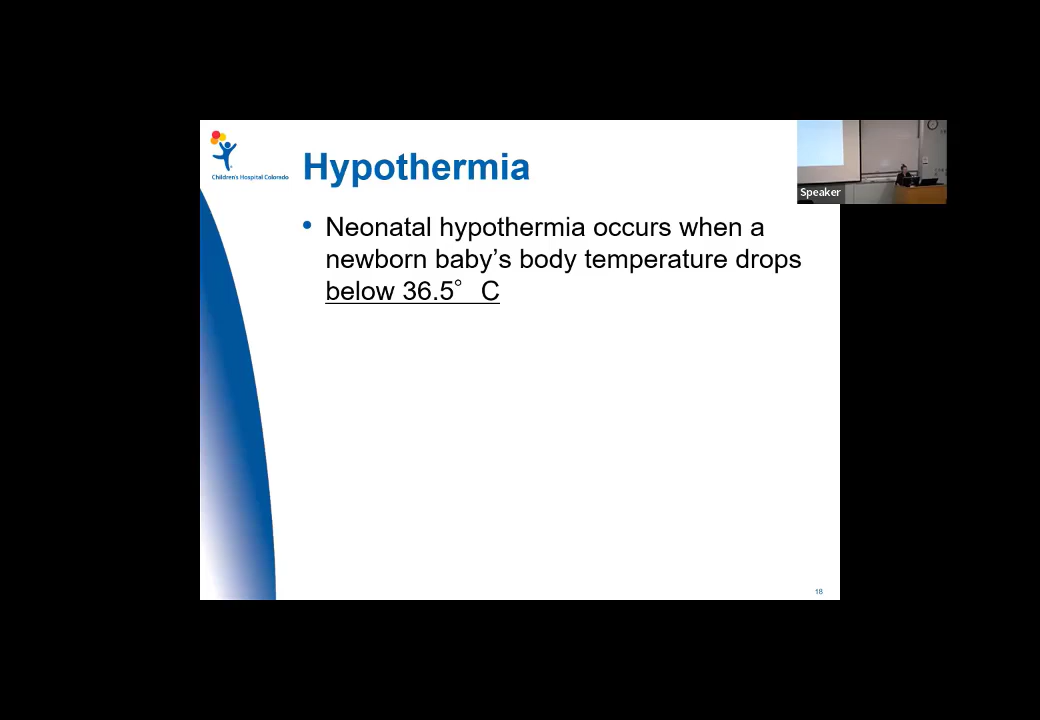 Children's Hospital Colorado
Hypothermia
Speaker
• Neonatal hypothermia occurs when a
newborn baby’s body temperature drops
below 36.5° C
18